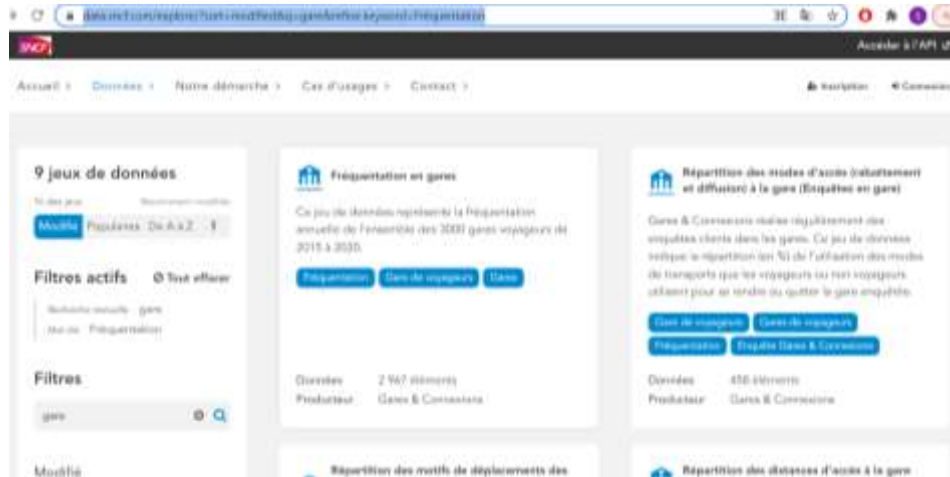 data.sncf.com/explore/?sort=modified&q=gare&refine.keyword=Fréquentation
SNCF
Accéder à l'API
Accueil >
Données >
Notre démarche >
Cas d'usages >
Contact >
Inscription
Connexion
9 jeux de données
Modifié
Populaires
De A à Z
Filtres actifs
Tout effacer
Recherche textuelle gare
Mot clé Fréquentation
Filtres
gare
Modifié
Fréquentation en gares
Ce jeu de données représente la fréquentation
annuelle de l'ensemble des 3000 gares voyageurs de
2015 à 2020.
Fréquentation
Gare de voyageurs
Gares
Données 2 967 éléments
Producteur Gares & Connexions
Répartition des modes d'accès (rabattement
et diffusion) à la gare (Enquêtes en gare)
Gares & Connexions réalise régulièrement des
enquêtes clients dans les gares. Ce jeu de données
indique la répartition (en %) de l'utilisation des modes
de transports que les voyageurs ou non voyageurs
utilisent pour se rendre ou quitter la gare enquêtée.
Gare de voyageurs
Gares de voyageurs
Fréquentation
Enquête Gares & Connexions
Données 458 éléments
Producteur Gares & Connexions
Répartition des motifs de déplacements des
Répartition des distances d'accès à la gare